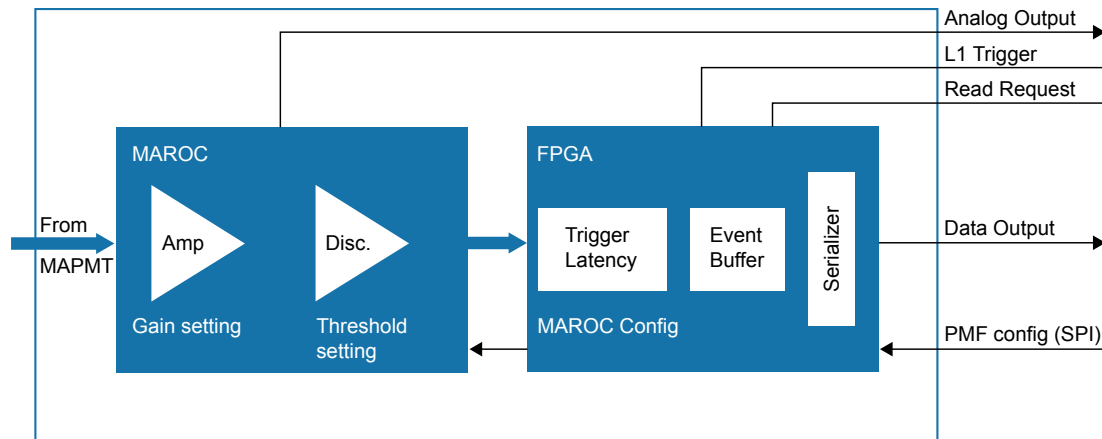 Analog Output
L1 Trigger
Read Request
MAROC
FPGA
From
MAPMT
Amp
Disc.
Trigger
Latency
Event
Buffer
Serializer
Data Output
Gain setting
Threshold
setting
MAROC Config
PMF config (SPI)